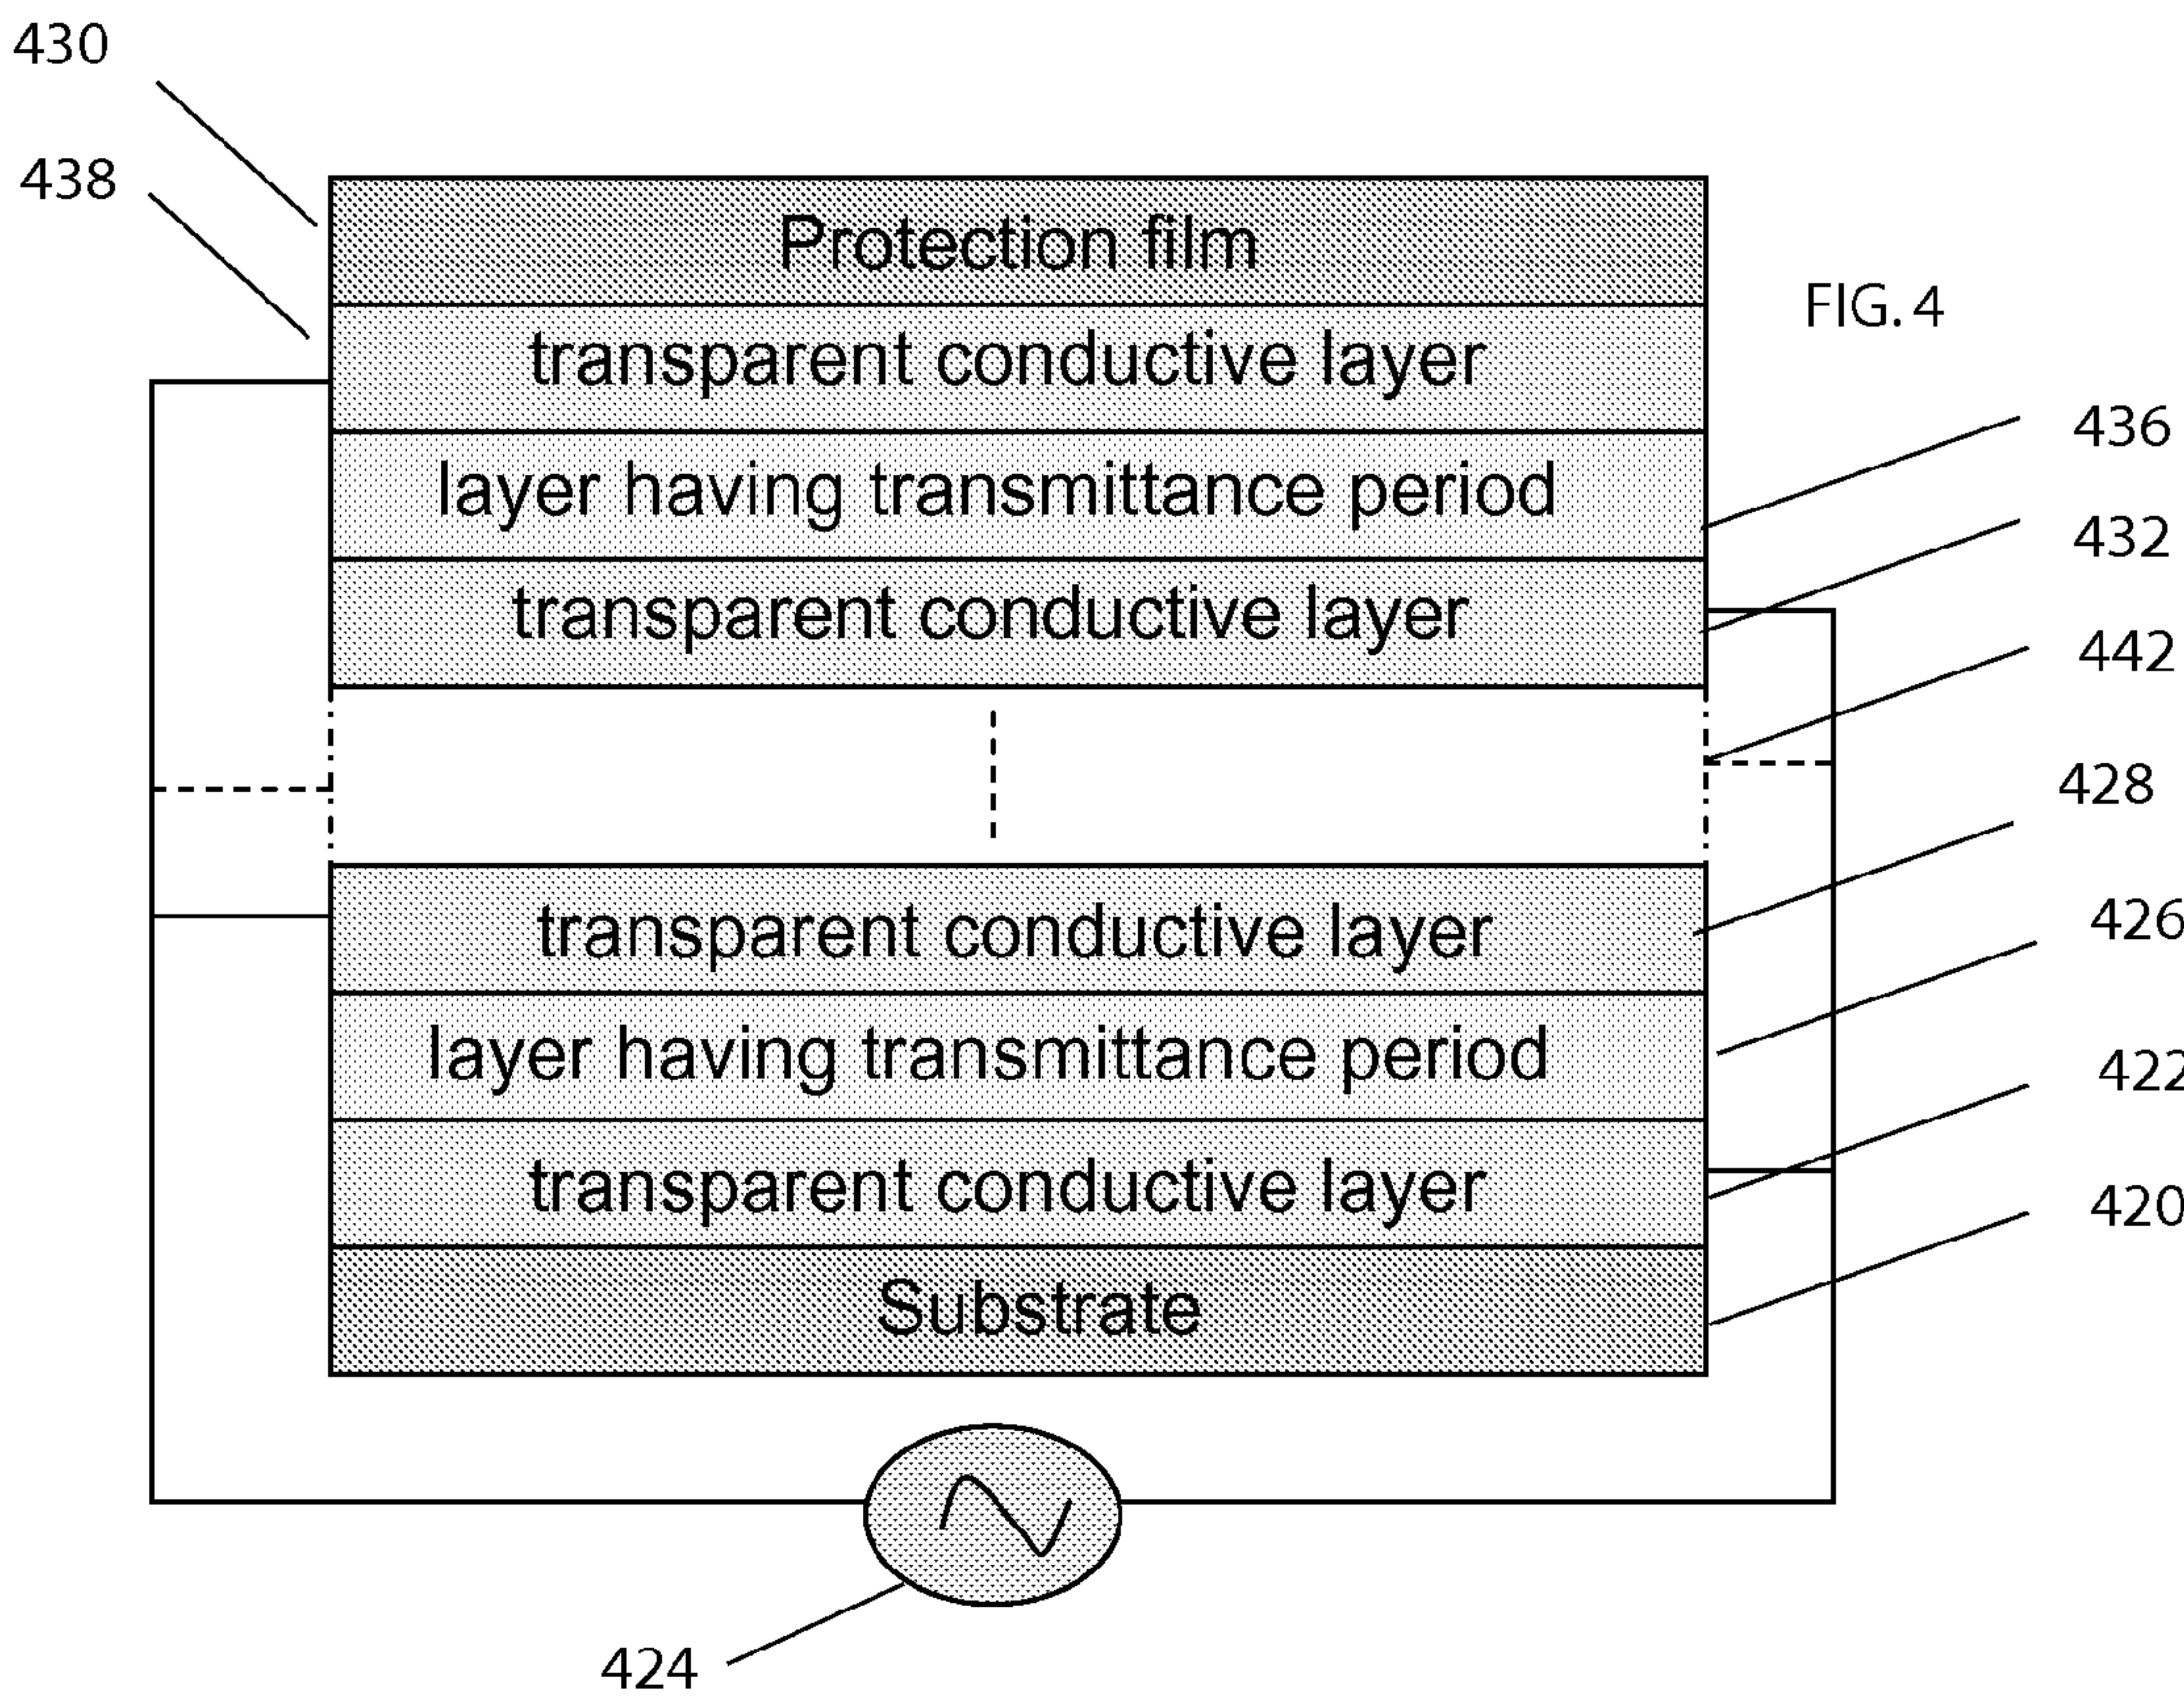 430
438
Protection film
FIG. 4
transparent conductive layer
436
layer having transmittance period
432
transparent conductive layer
442
428
transparent conductive layer
426
layer having transmittance period
422
transparent conductive layer
420
Substrate
424